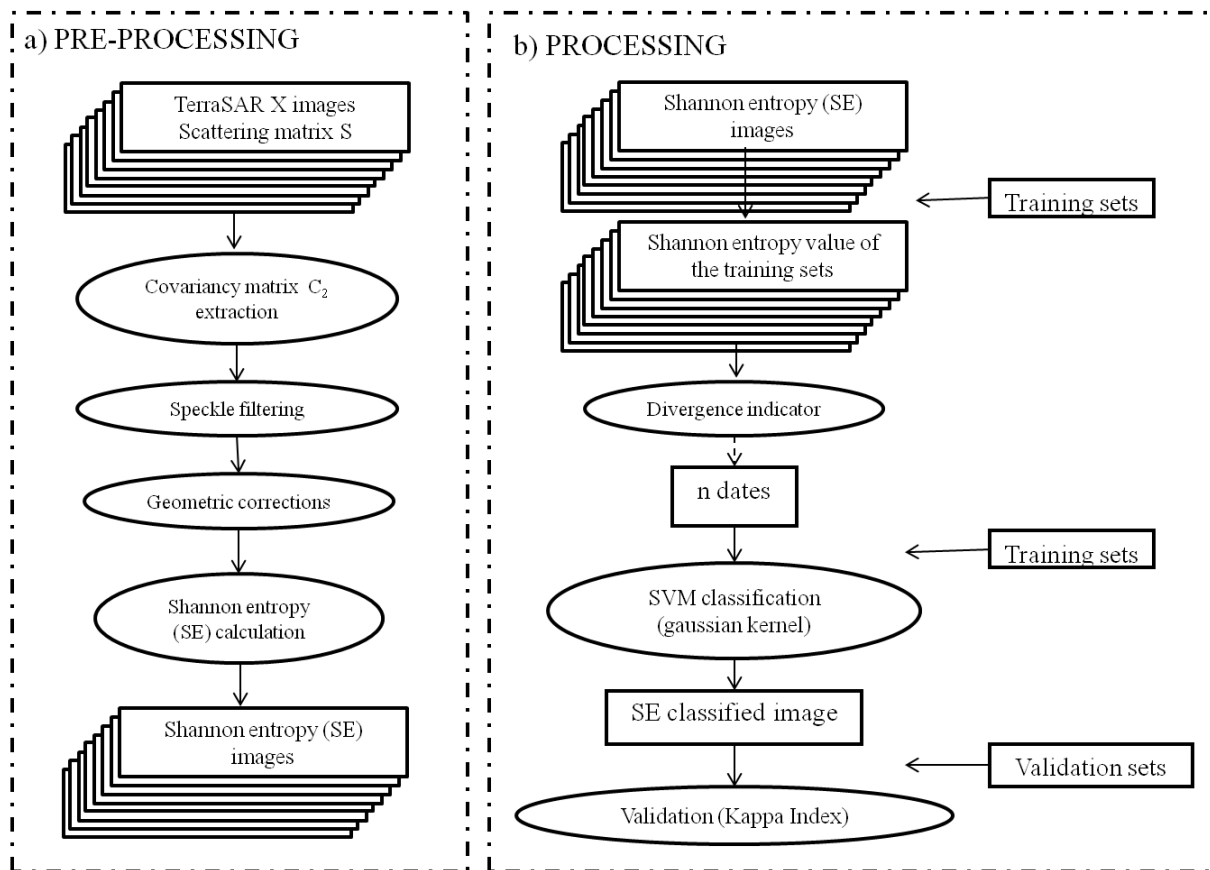 a) PRE-PROCESSING
TerraSAR X images
Scattering matrix S
Covariancy matrix C₂
extraction
Speckle filtering
Geometric corrections
Shannon entropy
(SE) calculation
Shannon entropy (SE)
images
b) PROCESSING
Shannon entropy (SE)
images
Training sets
Shannon entropy value of
the training sets
Divergence indicator
n dates
Training sets
SVM classification
(gaussian kernel)
SE classified image
Validation sets
Validation (Kappa Index)